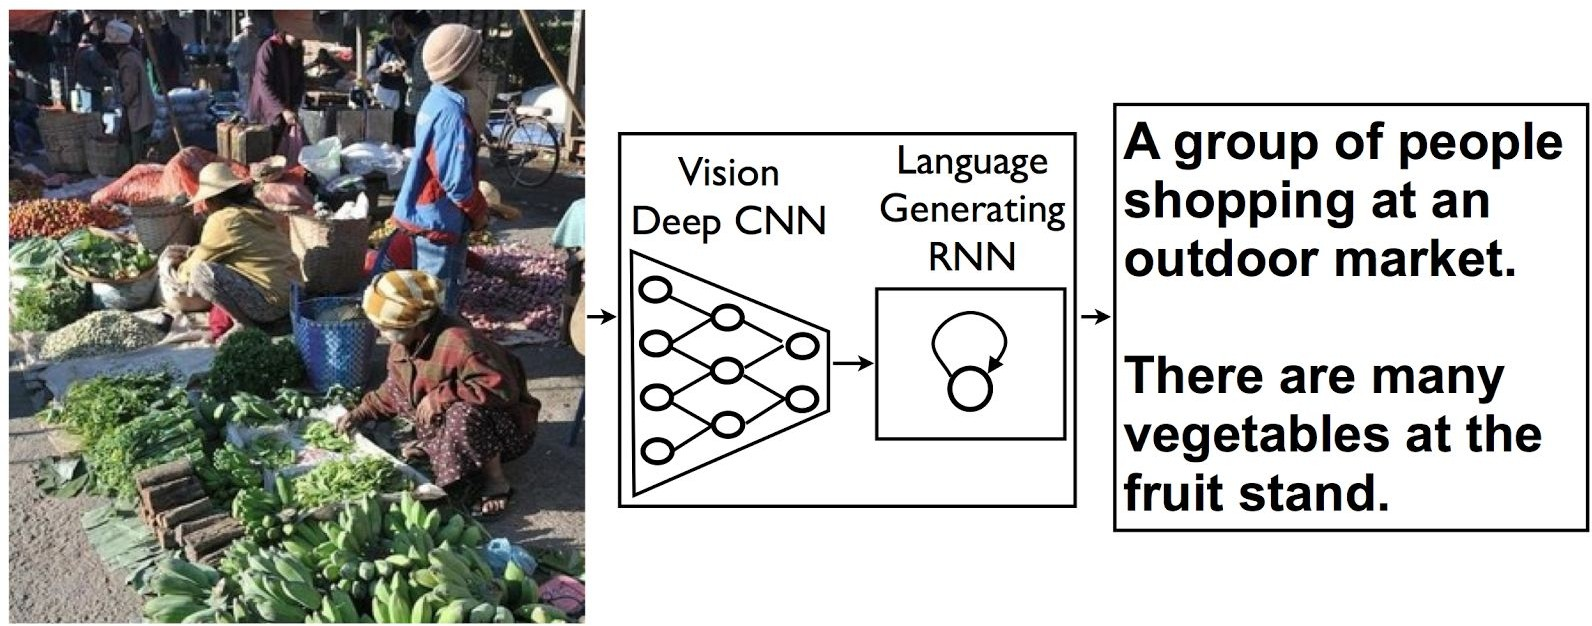 Vision
Deep CNN
Language
Generating
RNN
A group of people
shopping at an
outdoor market.
There are many
vegetables at the
fruit stand.